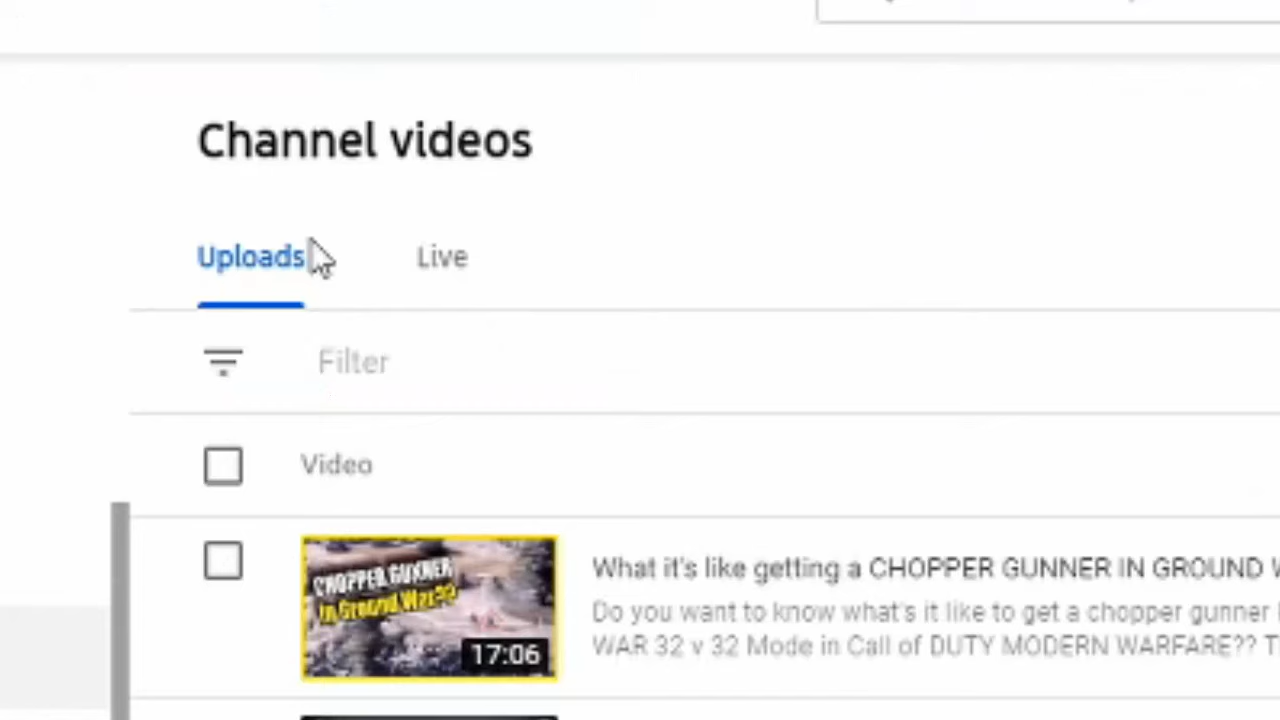 Channel videos
Uploads
Live
Filter
Video
CHOPPER GUNNER
In Ground War??
17:06
What it's like getting a CHOPPER GUNNER IN GROUND
Do you want to know what's it like to get a chopper gunner
WAR 32 v 32 Mode in Call of DUTY MODERN WARFARE??